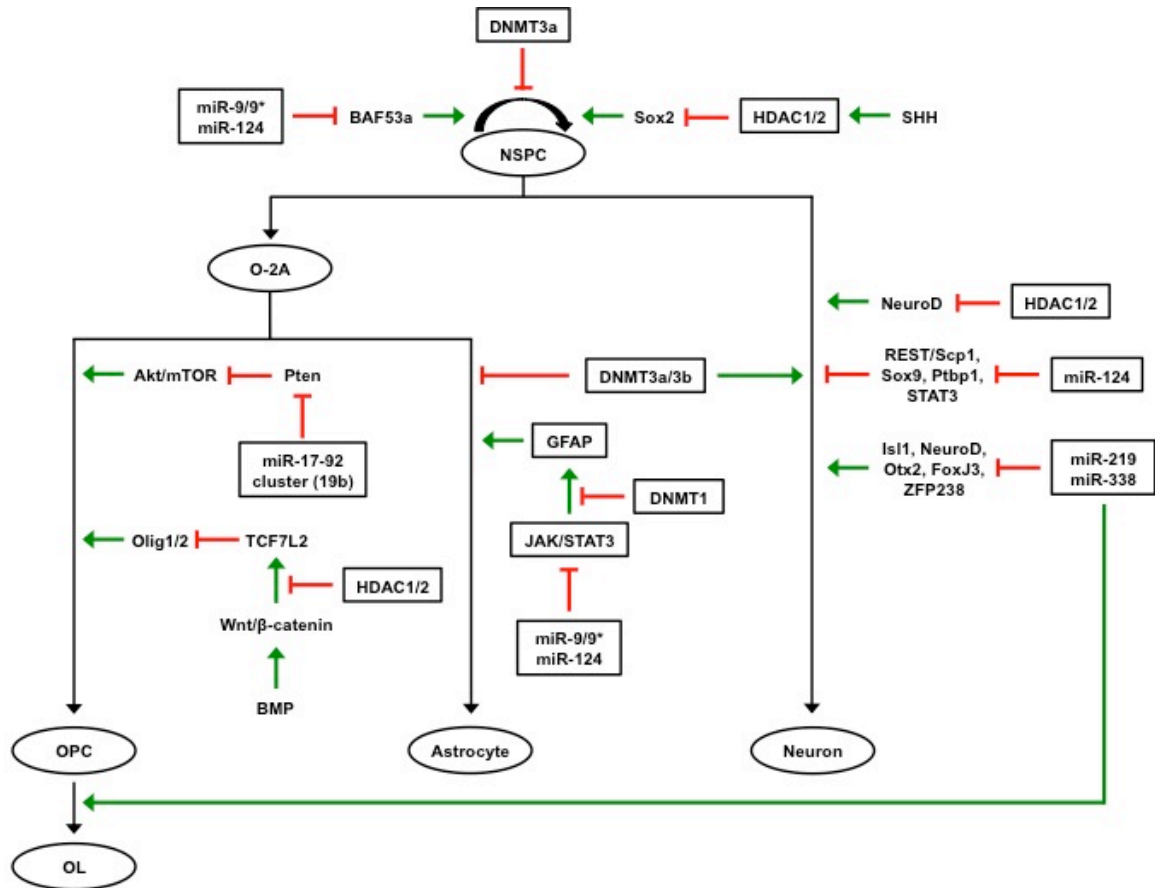 DNMT3a
miR-9/9*
miR-124
BAF53a
Sox2
HDAC1/2
SHH
NSPC
O-2A
NeuroD
HDAC1/2
Akt/mTOR
Pten
DNMT3a/3b
REST/Scp1,
Sox9, Ptbp1,
STAT3
miR-124
GFAP
miR-17-92
cluster (19b)
Isl1, NeuroD,
Otx2, FoxJ3,
ZFP238
miR-219
miR-338
DNMT1
Olig1/2
TCF7L2
JAK/STAT3
HDAC1/2
Wnt/β-catenin
miR-9/9*
miR-124
BMP
OPC
Astrocyte
Neuron
OL